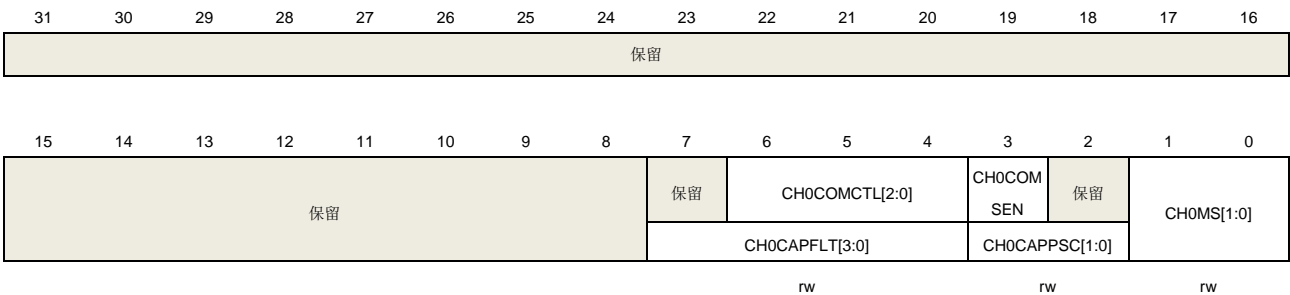 31 30 29 28 27 26 25 24 23 22 21 20 19 18 17 16
保留
15 14 13 12 11 10 9 8 7 6 5 4 3 2 1 0
保留
保留
CH0COMCTL[2:0]
CH0COM
SEN
保留
CH0MS[1:0]
CH0CAPFLT[3:0]
CH0CAPPSC[1:0]
rw rw rw